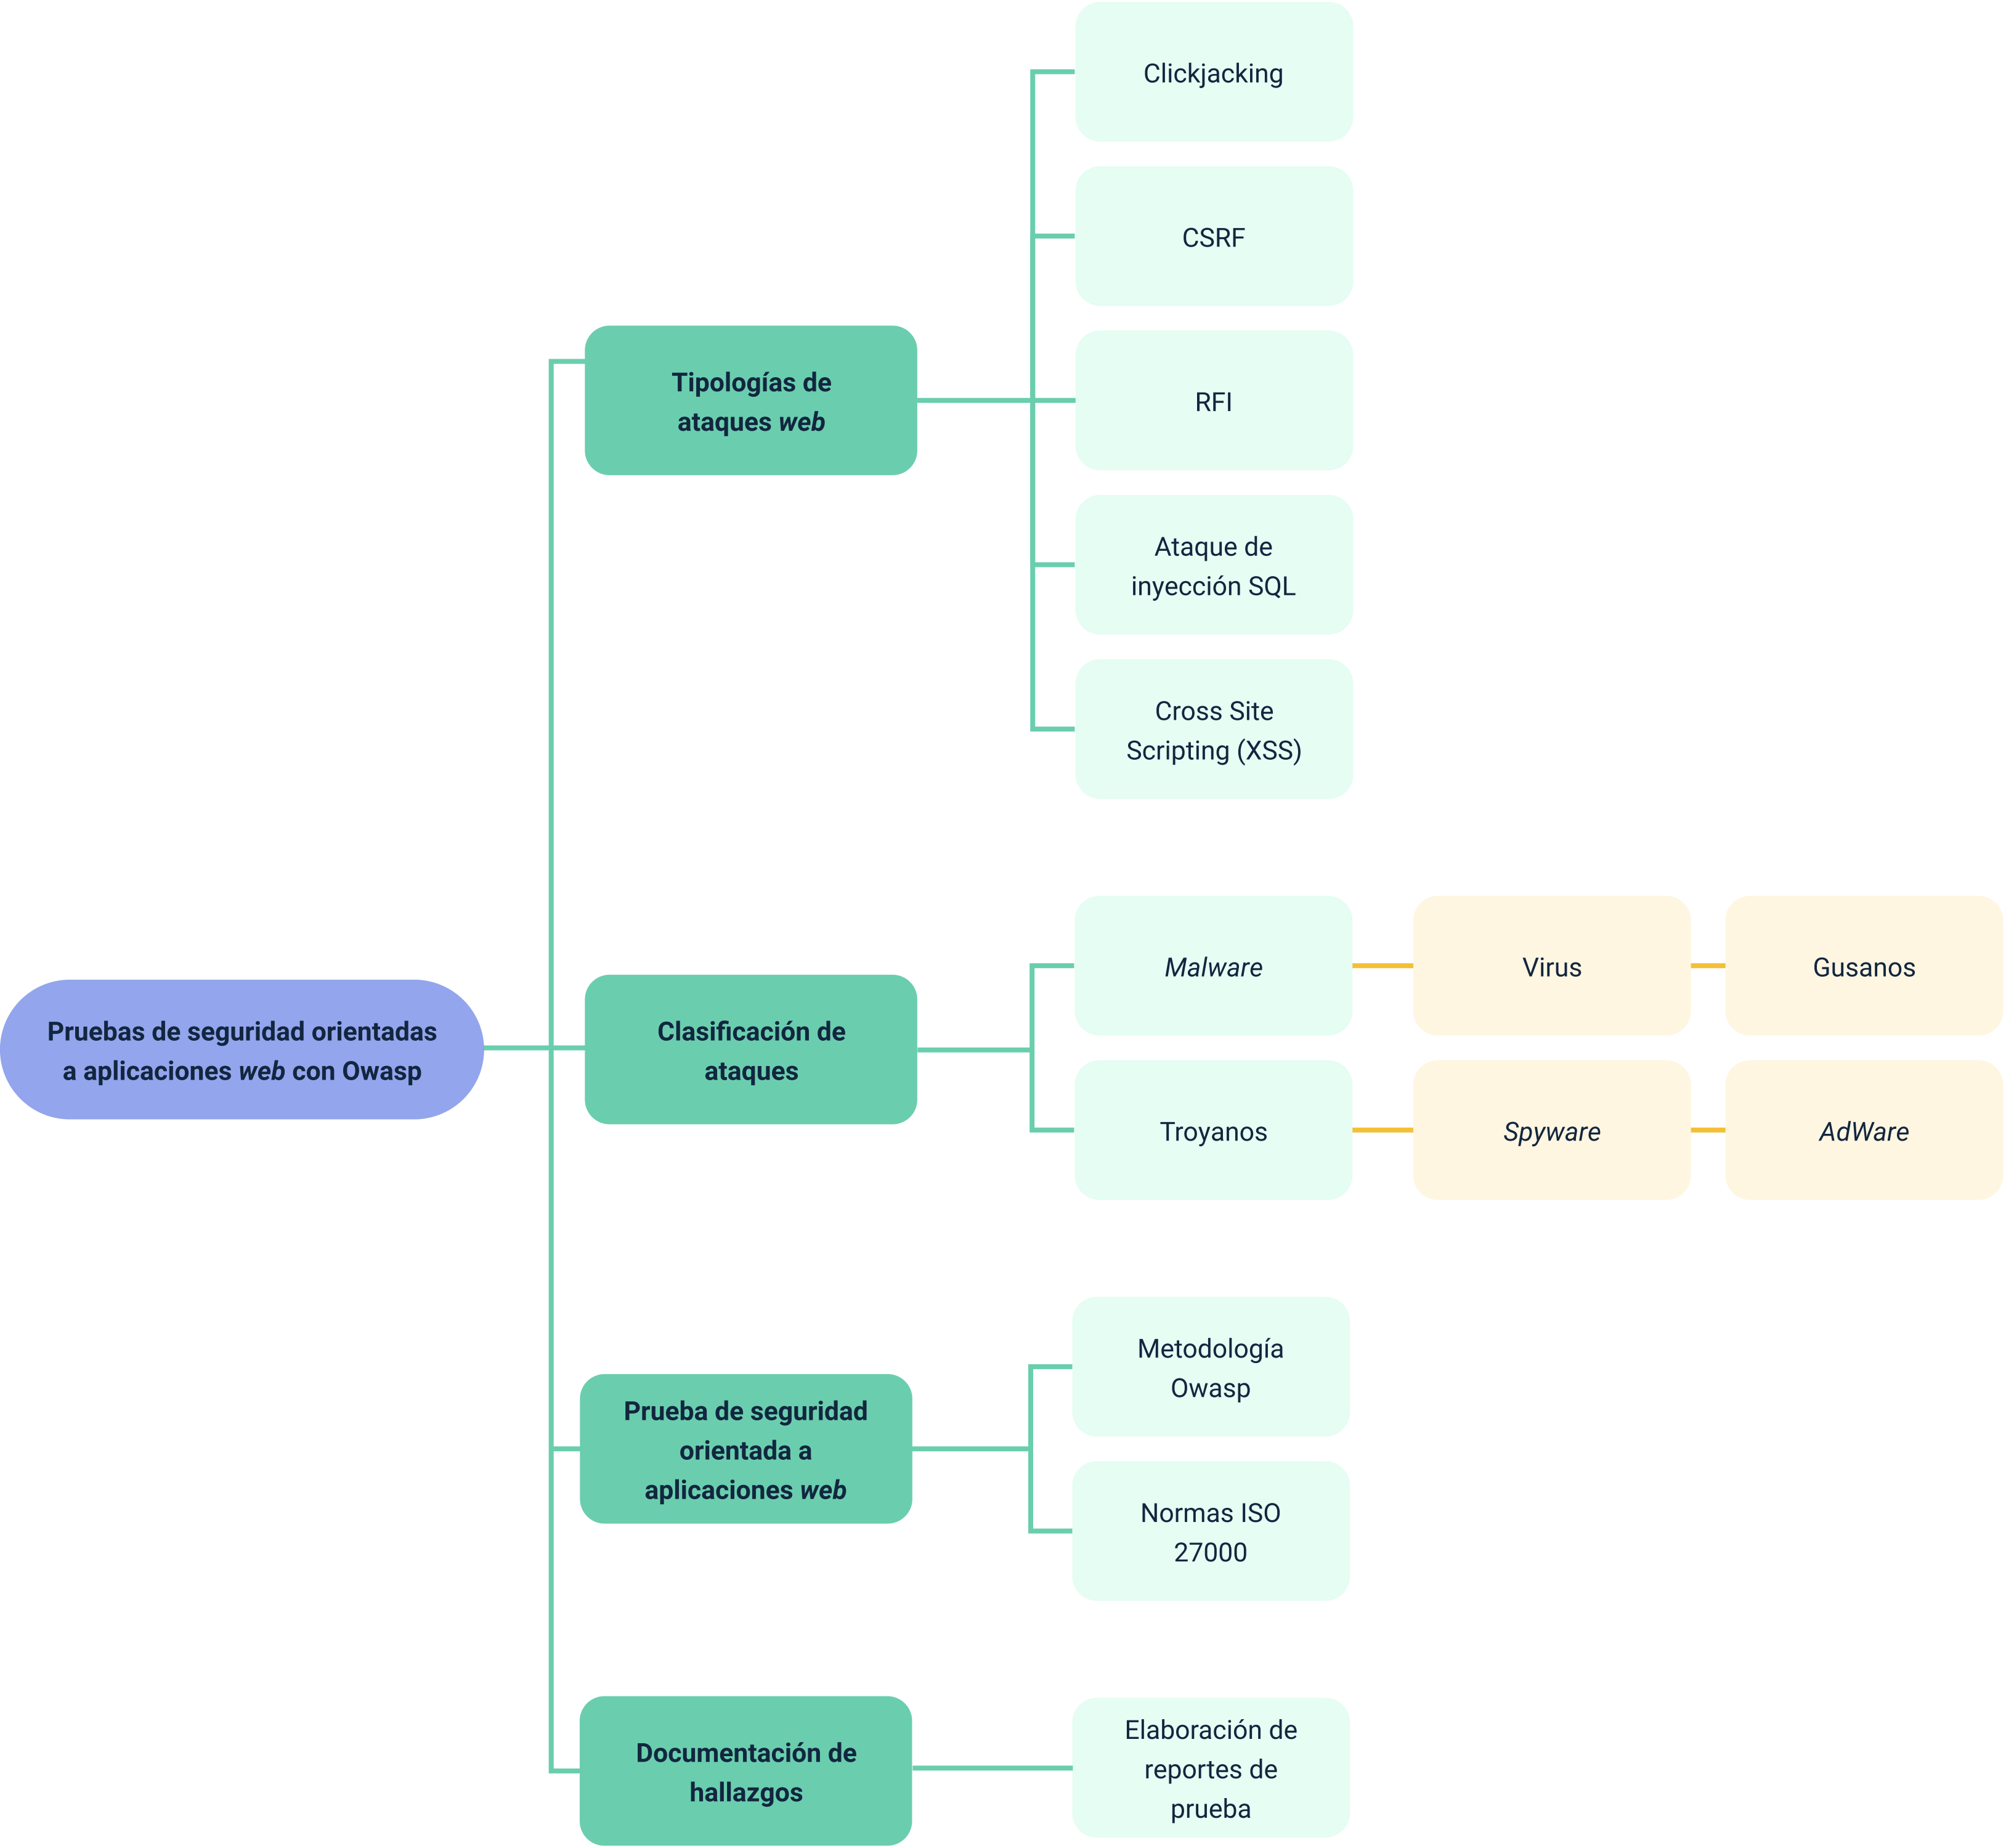 Pruebas de seguridad orientadas
a aplicaciones web con Owasp
Tipologías de
ataques web
Clickjacking
CSRF
RFI
Ataque de
inyección SQL
Cross Site
Scripting (XSS)
Clasificación de
ataques
Malware
Virus
Gusanos
Troyanos
Spyware
AdWare
Prueba de seguridad
orientada a
aplicaciones web
Metodología
Owasp
Normas ISO
27000
Documentación de
hallazgos
Elaboración de
reportes de
prueba